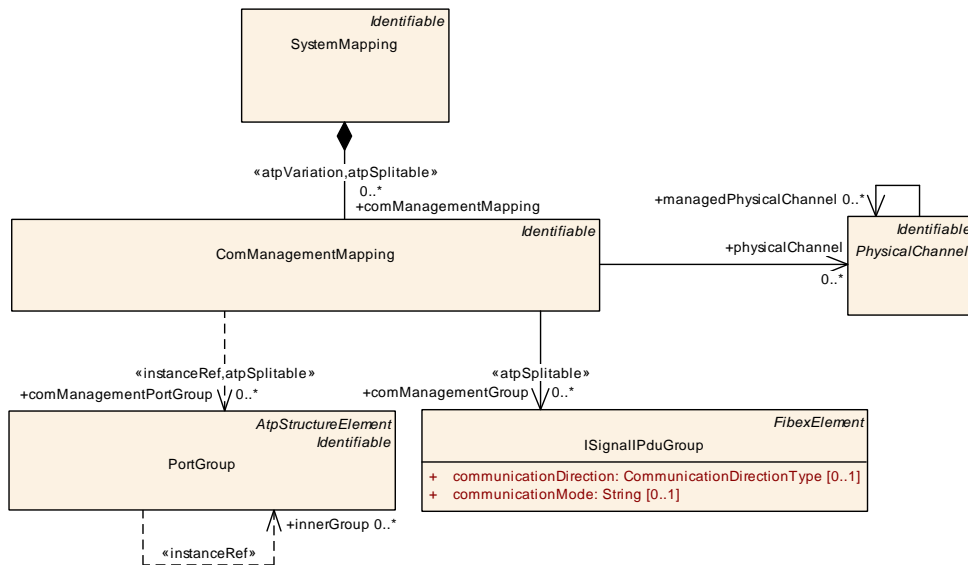 Identifiable
SystemMapping
«atpVariation,atpSplitable»
0..*
+comManagementMapping
Identifiable
ComManagementMapping
+managedPhysicalChannel 0..*
Identifiable
PhysicalChannel
+physicalChannel
0..*
«instanceRef,atpSplitable»
+comManagementPortGroup 0..*
«atpSplitable»
+comManagementGroup 0..*
AtpStructureElement
Identifiable
PortGroup
FibexElement
ISignalIPduGroup
+ communicationDirection: CommunicationDirectionType [0..1]
+ communicationMode: String [0..1]
+innerGroup 0..*
«instanceRef»